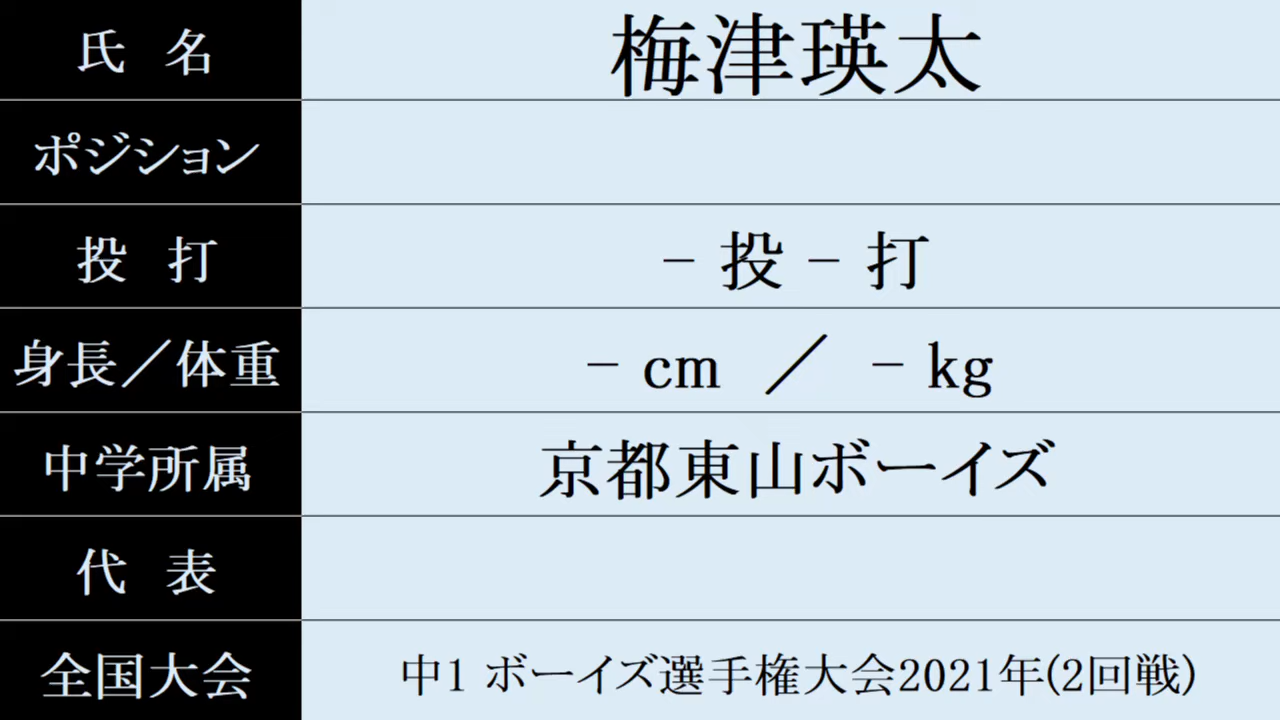 氏 名 梅津瑛太
ポジション
投 打 − 投 − 打
身長／体重 − cm ／ − kg
中学所属 京都東山ボーイズ
代 表
全国大会 中1 ボーイズ選手権大会2021年(2回戦)